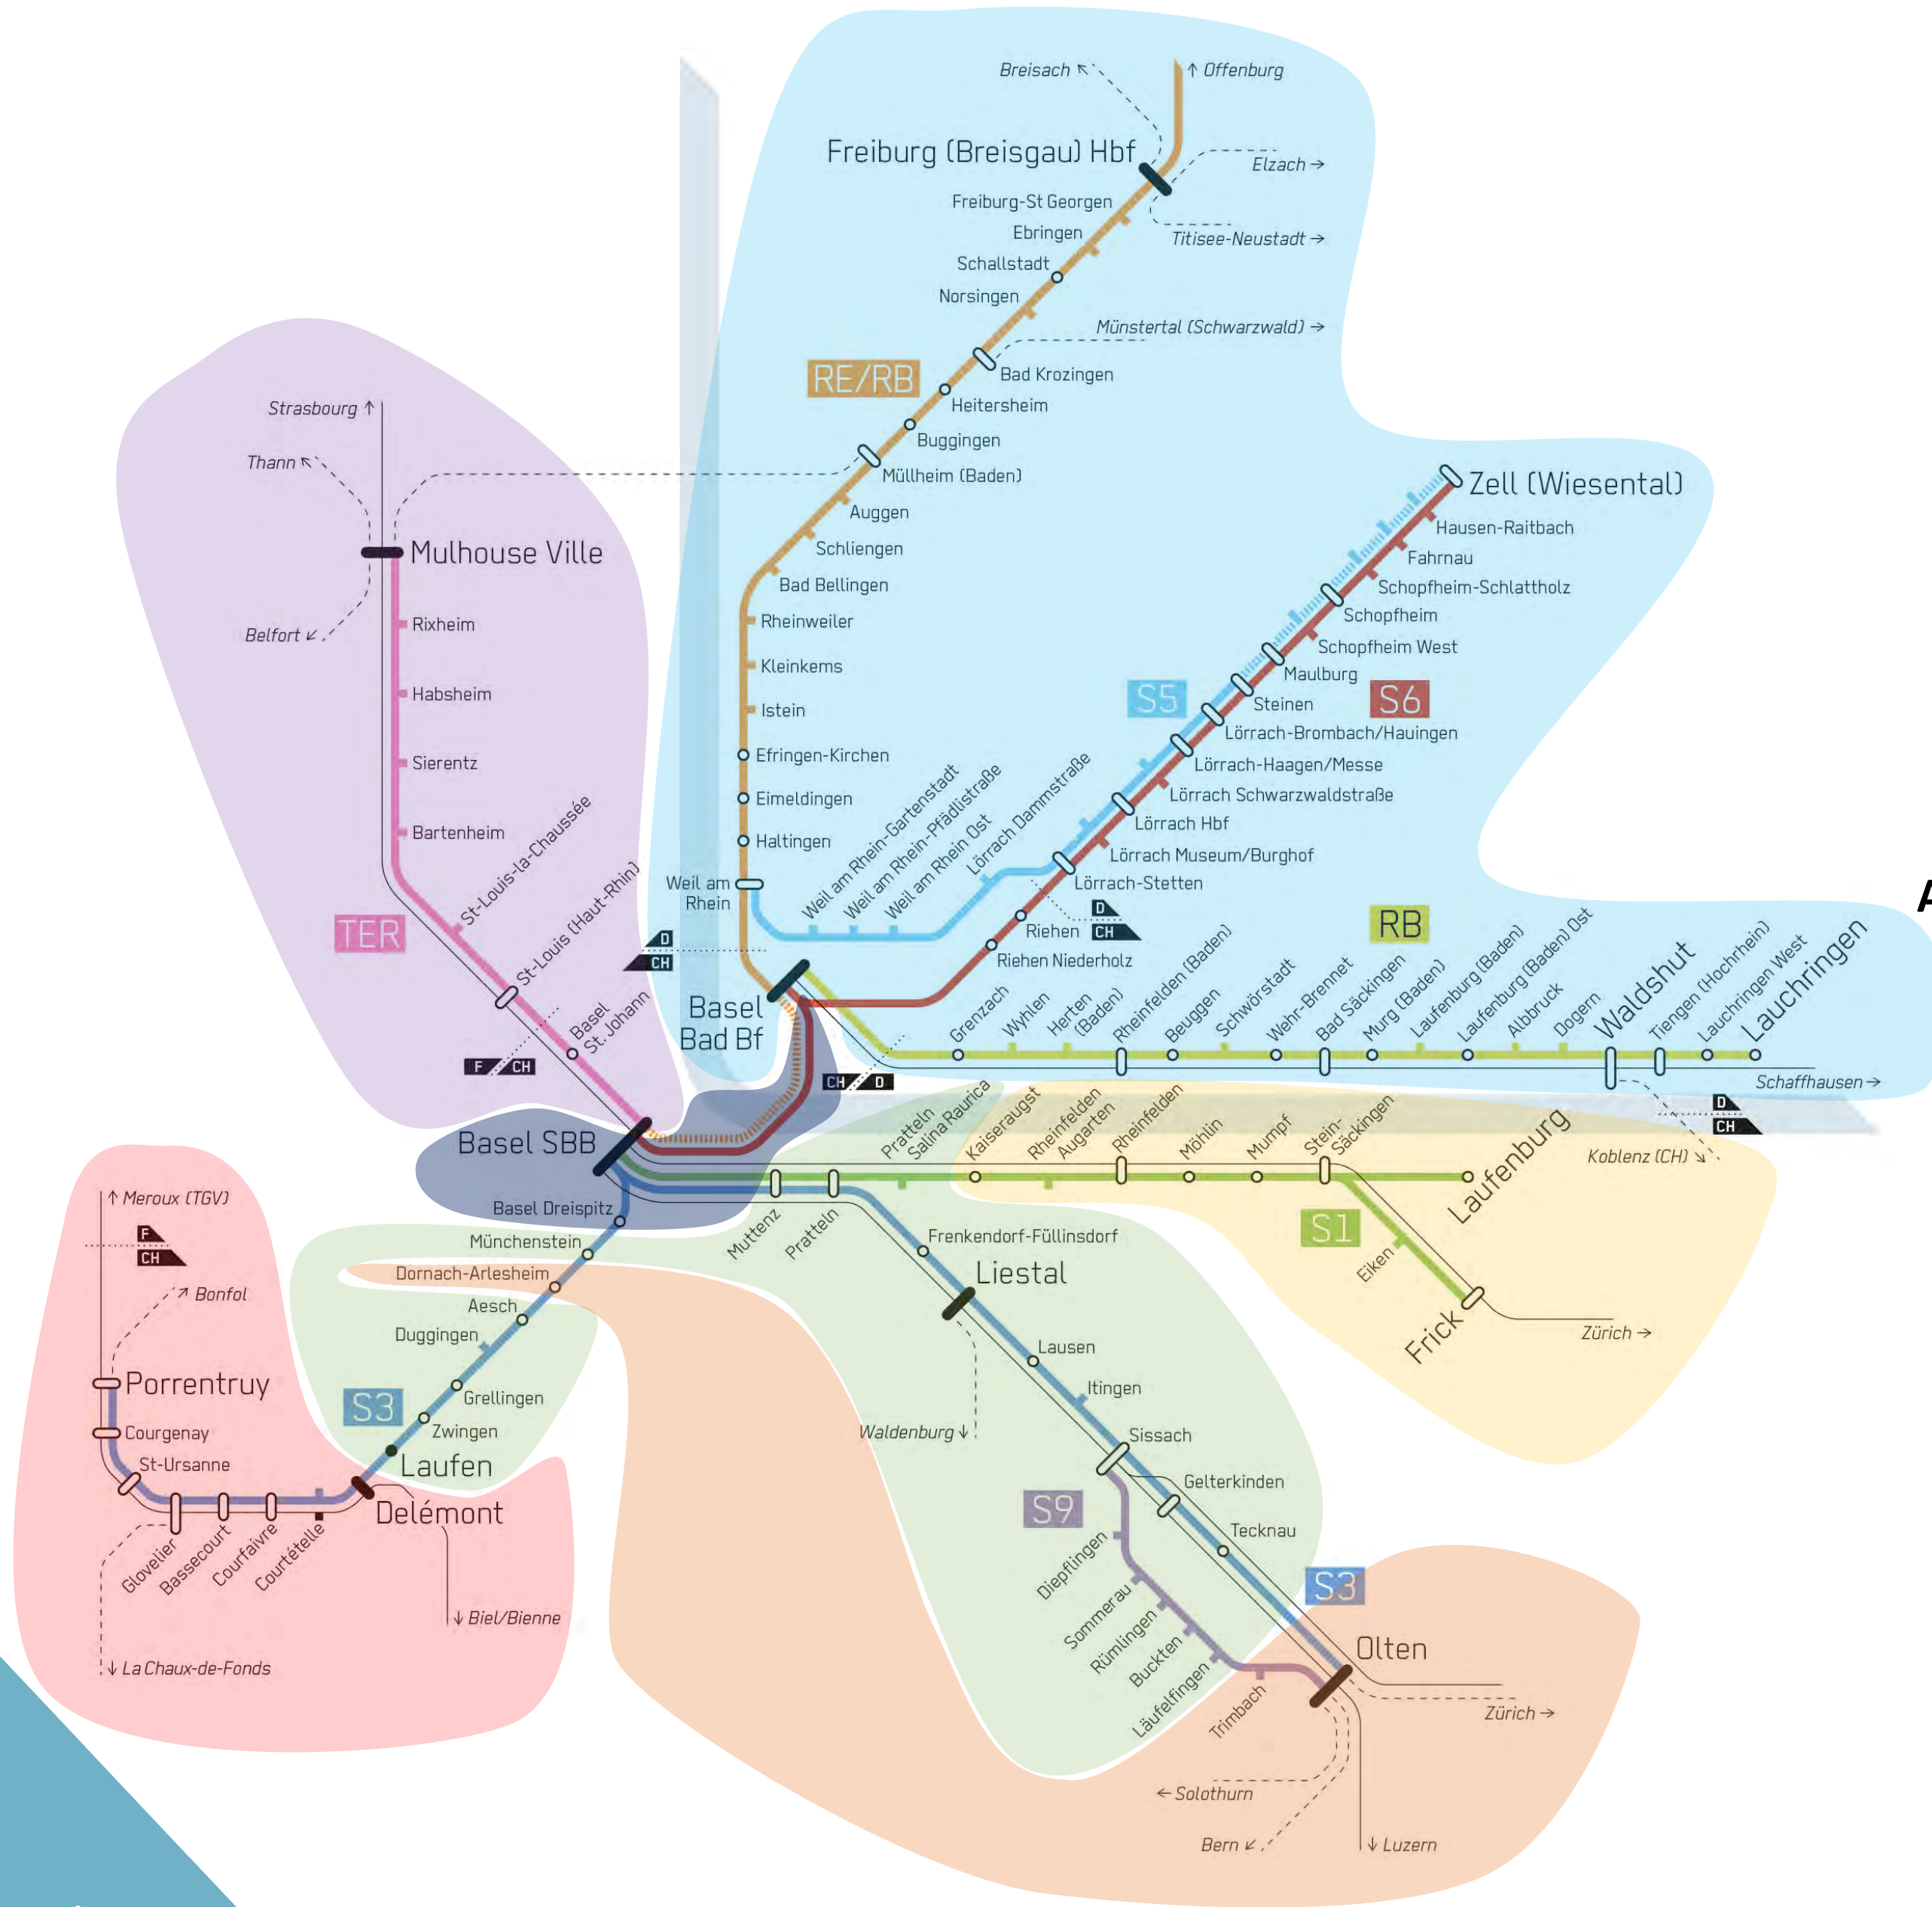 Breisach ↖
↑ Offenburg
Freiburg (Breisgau) Hbf
Elzach →
Freiburg-St Georgen
Ebringen
Titisee-Neustadt →
Schallstadt
Norsingen
Münstertal (Schwarzwald) →
RE/RB
Bad Krozingen
Heitersheim
Buggingen
Müllheim (Baden)
Auggen
Schliengen
Bad Bellingen
Rheinweiler
Kleinkems
Istein
Efringen-Kirchen
Eimeldingen
Haltingen
Weil am
Rhein
Strasbourg ↑
Thann ↖
Mulhouse Ville
Belfort ↙
Rixheim
Habsheim
Sierentz
Bartenheim
St-Louis-la-Chaussée
TER
St-Louis (Haut-Rhin)
Basel
St. Johann
F
CH
D
CH
Zell (Wiesental)
Hausen-Raitbach
Fahrnau
Schopfheim-Schlattholz
Schopfheim
Schopfheim West
Maulburg
S5
S6
Steinen
Lörrach-Brombach/Hauingen
Lörrach-Haagen/Messe
Lörrach Schwarzwaldstraße
Lörrach Hbf
Lörrach Museum/Burghof
Lörrach-Stetten
Weil am Rhein-Gartenstadt
Weil am Rhein-Pfädlistraße
Weil am Rhein Ost
Lörrach Dammstraße
D
CH
Riehen
Riehen Niederholz
A
Basel
Bad Bf
RB
Grenzach
Wyhlen
Herten
(Baden)
Rheinfelden (Baden)
Beuggen
Schwörstadt
Wehr-Brennet
Bad Säckingen
Murg (Baden)
Laufenburg (Baden)
Laufenburg (Baden) Ost
Albbruck
Dogern
Waldshut
Tiengen (Hochrhein)
Lauchringen West
Lauchringen
CH
D
Schaffhausen →
D
CH
Koblenz (CH) ↘
Basel SBB
Basel Dreispitz
Münchenstein
Dornach-Arlesheim
Aesch
Duggingen
Grellingen
S3
Zwingen
Laufen
Delémont
Muttenz
Pratteln
Pratteln
Salina Raurica
Kaiseraugst
Rheinfelden
Augarten
Rheinfelden
Möhlin
Mumpf
Stein-
Säckingen
Laufenburg
S1
Eiken
Frick
Zürich →
Frenkendorf-Füllinsdorf
Liestal
Lausen
Itingen
Waldenburg ↓
Sissach
Gelterkinden
Tecknau
S9
S3
Diepflingen
Sommerau
Rümlingen
Buckten
Läufelfingen
Trimbach
Olten
Zürich →
← Solothurn
Bern ↙
↓ Luzern
↑ Meroux (TGV)
F
CH
↗ Bonfol
Porrentruy
Courgenay
St-Ursanne
Glovelier
Bassecourt
Courfaivre
Courtételle
↓ Biel/Bienne
↓ La Chaux-de-Fonds